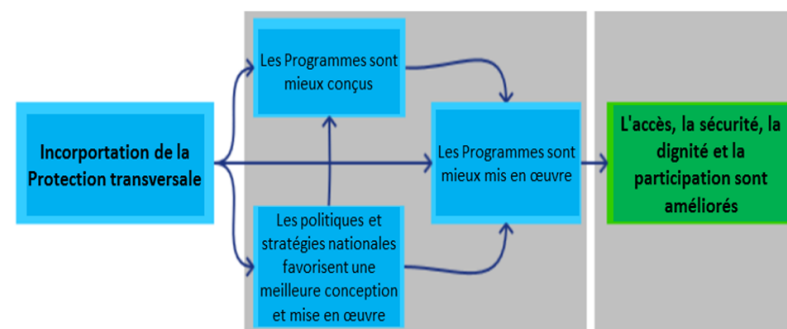 Incorportation de la
Protection transversale
Les Programmes sont
mieux conçus
Les politiques et
stratégies nationales
favorisent une
meilleure conception
et mise en œuvre
Les Programmes sont
mieux mis en œuvre
L'accès, la sécurité, la
dignité et la
participation sont
améliorés